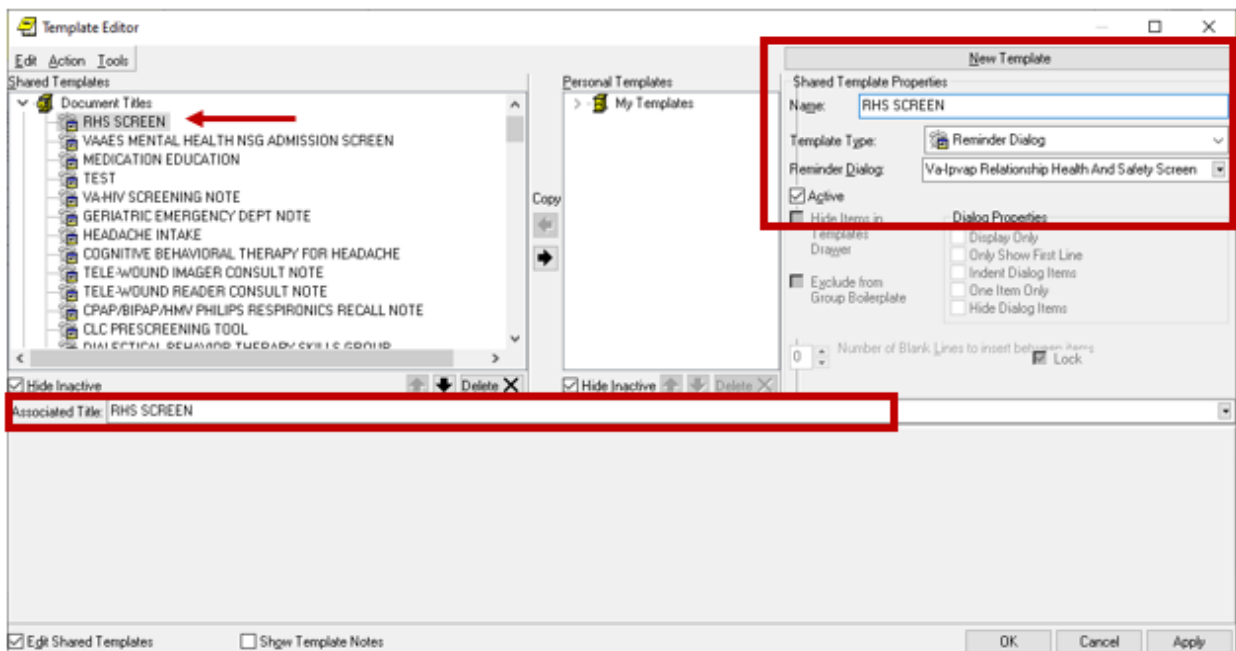 Template Editor
Edit Action Tools
New Template
Shared Templates
Document Titles
RHS SCREEN
VAAES MENTAL HEALTH NSG ADMISSION SCREEN
MEDICATION EDUCATION
TEST
VA-HIV SCREENING NOTE
GERIATRIC EMERGENCY DEPT NOTE
HEADACHE INTAKE
COGNITIVE BEHAVIORAL THERAPY FOR HEADACHE
TELE-WOUND IMAGER CONSULT NOTE
TELE-WOUND READER CONSULT NOTE
CPAP/BIPAP/HMV PHILIPS RESPIRONICS RECALL NOTE
CLC PRESCREENING TOOL
DIALECTICAL BEHAVIOR THERAPY SKILLS GROUP
Hide Inactive
Delete
Copy
Personal Templates
My Templates
Hide Inactive
Delete
Shared Template Properties
Name: RHS SCREEN
Template Type: Reminder Dialog
Reminder Dialog: Va-Ipvap Relationship Health And Safety Screen
Active
Hide Items in
Templates
Drawer
Exclude from
Group Boilerplate
Dialog Properties
Display Only
Only Show First Line
Indent Dialog Items
One Item Only
Hide Dialog Items
0 Number of Blank Lines to insert between items
Lock
Associated Title: RHS SCREEN
Edit Shared Templates
Show Template Notes
OK Cancel Apply